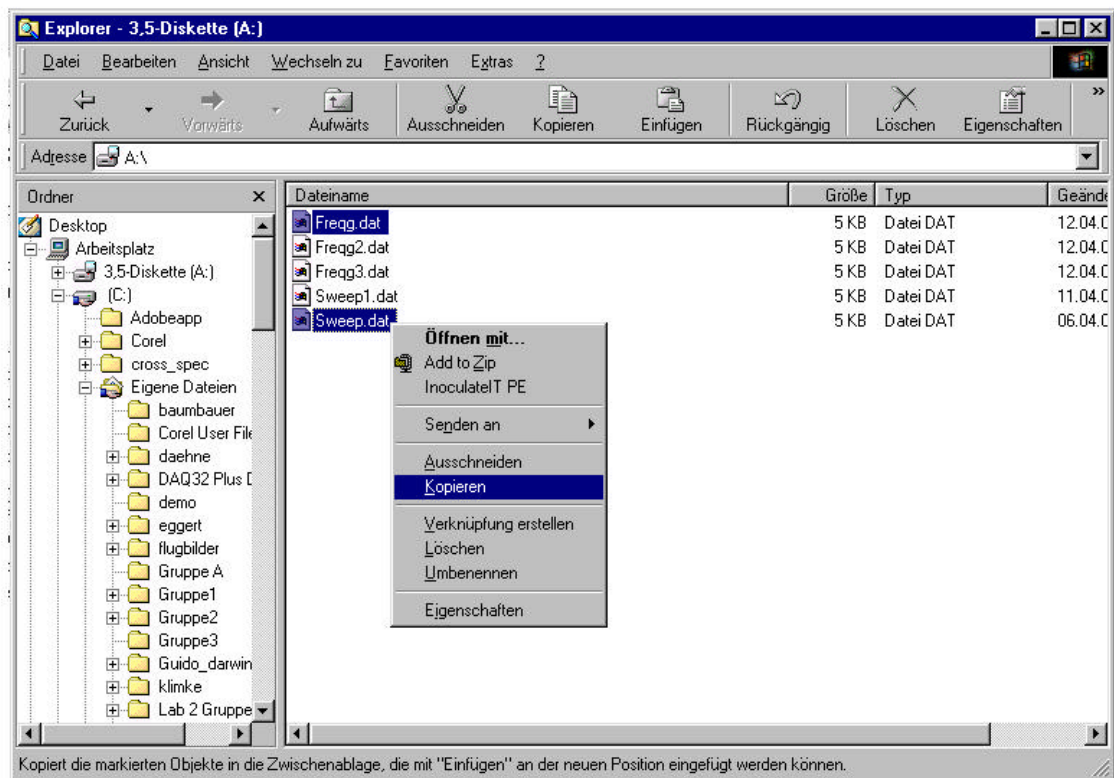 Explorer - 3,5-Diskette (A:)
Datei Bearbeiten Ansicht Wechseln zu Favoriten Extras ?
Zurück Vorwärts Aufwärts Ausschneiden Kopieren Einfügen Rückgängig Löschen Eigenschaften »
Adresse A:\
Ordner x
Desktop
Arbeitsplatz
3,5-Diskette (A:)
(C:)
Adobeapp
Corel
cross_spec
Eigene Dateien
baumbauer
Corel User File
daehne
DAQ32 Plus D
demo
eggert
flugbilder
Gruppe A
Gruppe1
Gruppe2
Gruppe3
Guido_darwin
klimke
Lab 2 Gruppe
Dateiname Größe Typ Geände
Freqg.dat 5 KB Datei DAT 12.04.0
Freqg2.dat 5 KB Datei DAT 12.04.0
Freqg3.dat 5 KB Datei DAT 12.04.0
Sweep1.dat 5 KB Datei DAT 11.04.0
Sweep.dat 5 KB Datei DAT 06.04.0
Öffnen mit...
Add to Zip
InoculateIT PE
Senden an
Ausschneiden
Kopieren
Verknüpfung erstellen
Löschen
Umbenennen
Eigenschaften
Kopiert die markierten Objekte in die Zwischenablage, die mit "Einfügen" an der neuen Position eingefügt werden können.